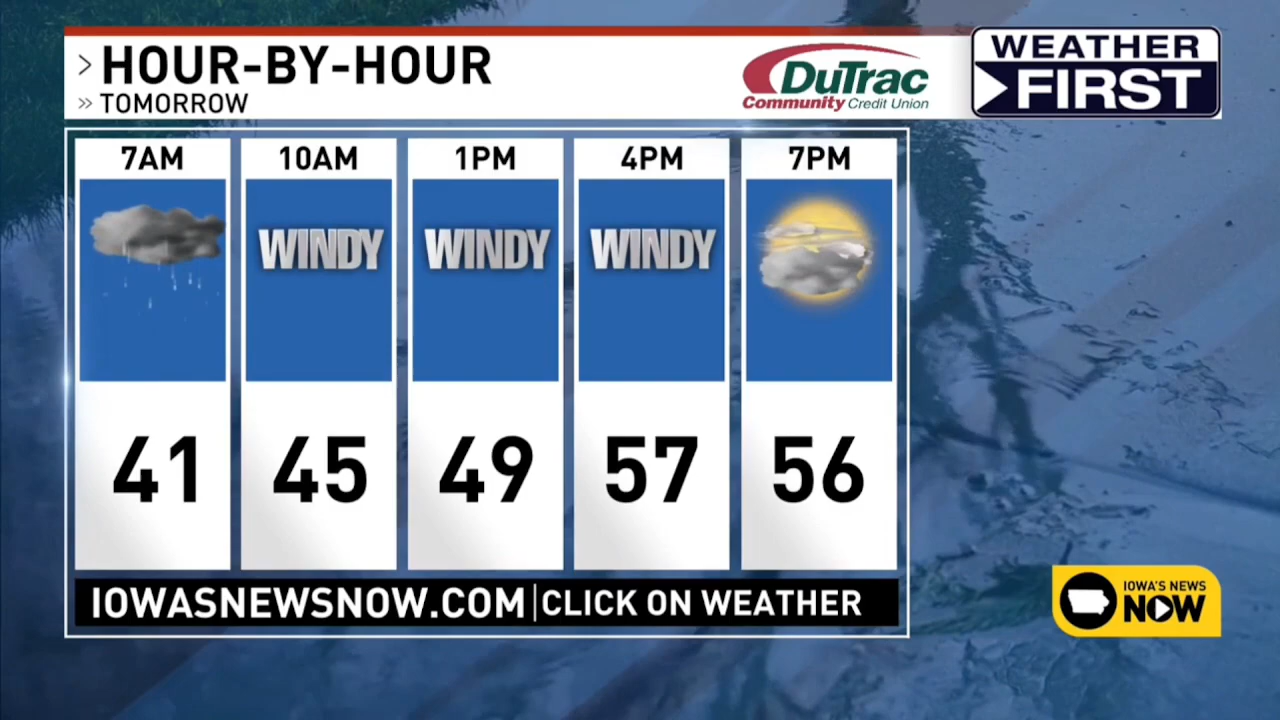 > HOUR-BY-HOUR
» TOMORROW
DuTrac
Community Credit Union
WEATHER
FIRST
7AM 10AM 1PM 4PM 7PM
WINDY WINDY WINDY
41 45 49 57 56
IOWASNEWSNOW.COM|CLICK ON WEATHER
IOWA'S NEWS
NOW